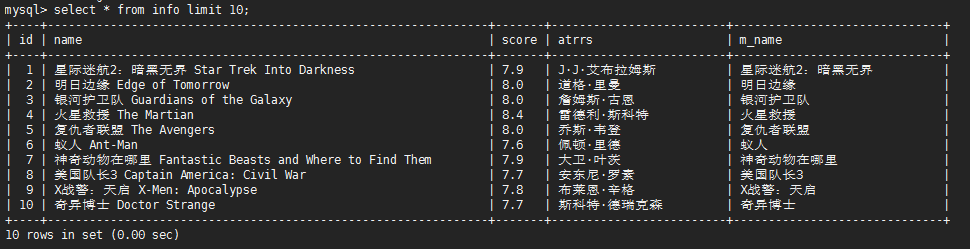 mysql> select * from info limit 10;
| id | name | score | atrrs | m_name |
| 1 | 星际迷航2：暗黑无界 Star Trek Into Darkness | 7.9 | J·J·艾布拉姆斯 | 星际迷航2：暗黑无界 |
| 2 | 明日边缘 Edge of Tomorrow | 8.0 | 道格·里曼 | 明日边缘 |
| 3 | 银河护卫队 Guardians of the Galaxy | 8.0 | 詹姆斯·古恩 | 银河护卫队 |
| 4 | 火星救援 The Martian | 8.4 | 雷德利·斯科特 | 火星救援 |
| 5 | 复仇者联盟 The Avengers | 8.0 | 乔斯·韦登 | 复仇者联盟 |
| 6 | 蚁人 Ant-Man | 7.6 | 佩顿·里德 | 蚁人 |
| 7 | 神奇动物在哪里 Fantastic Beasts and Where to Find Them | 7.9 | 大卫·叶茨 | 神奇动物在哪里 |
| 8 | 美国队长3 Captain America: Civil War | 7.7 | 安东尼·罗素 | 美国队长3 |
| 9 | X战警：天启 X-Men: Apocalypse | 7.8 | 布莱恩·辛格 | X战警：天启 |
| 10 | 奇异博士 Doctor Strange | 7.7 | 斯科特·德瑞克森 | 奇异博士 |
10 rows in set (0.00 sec)